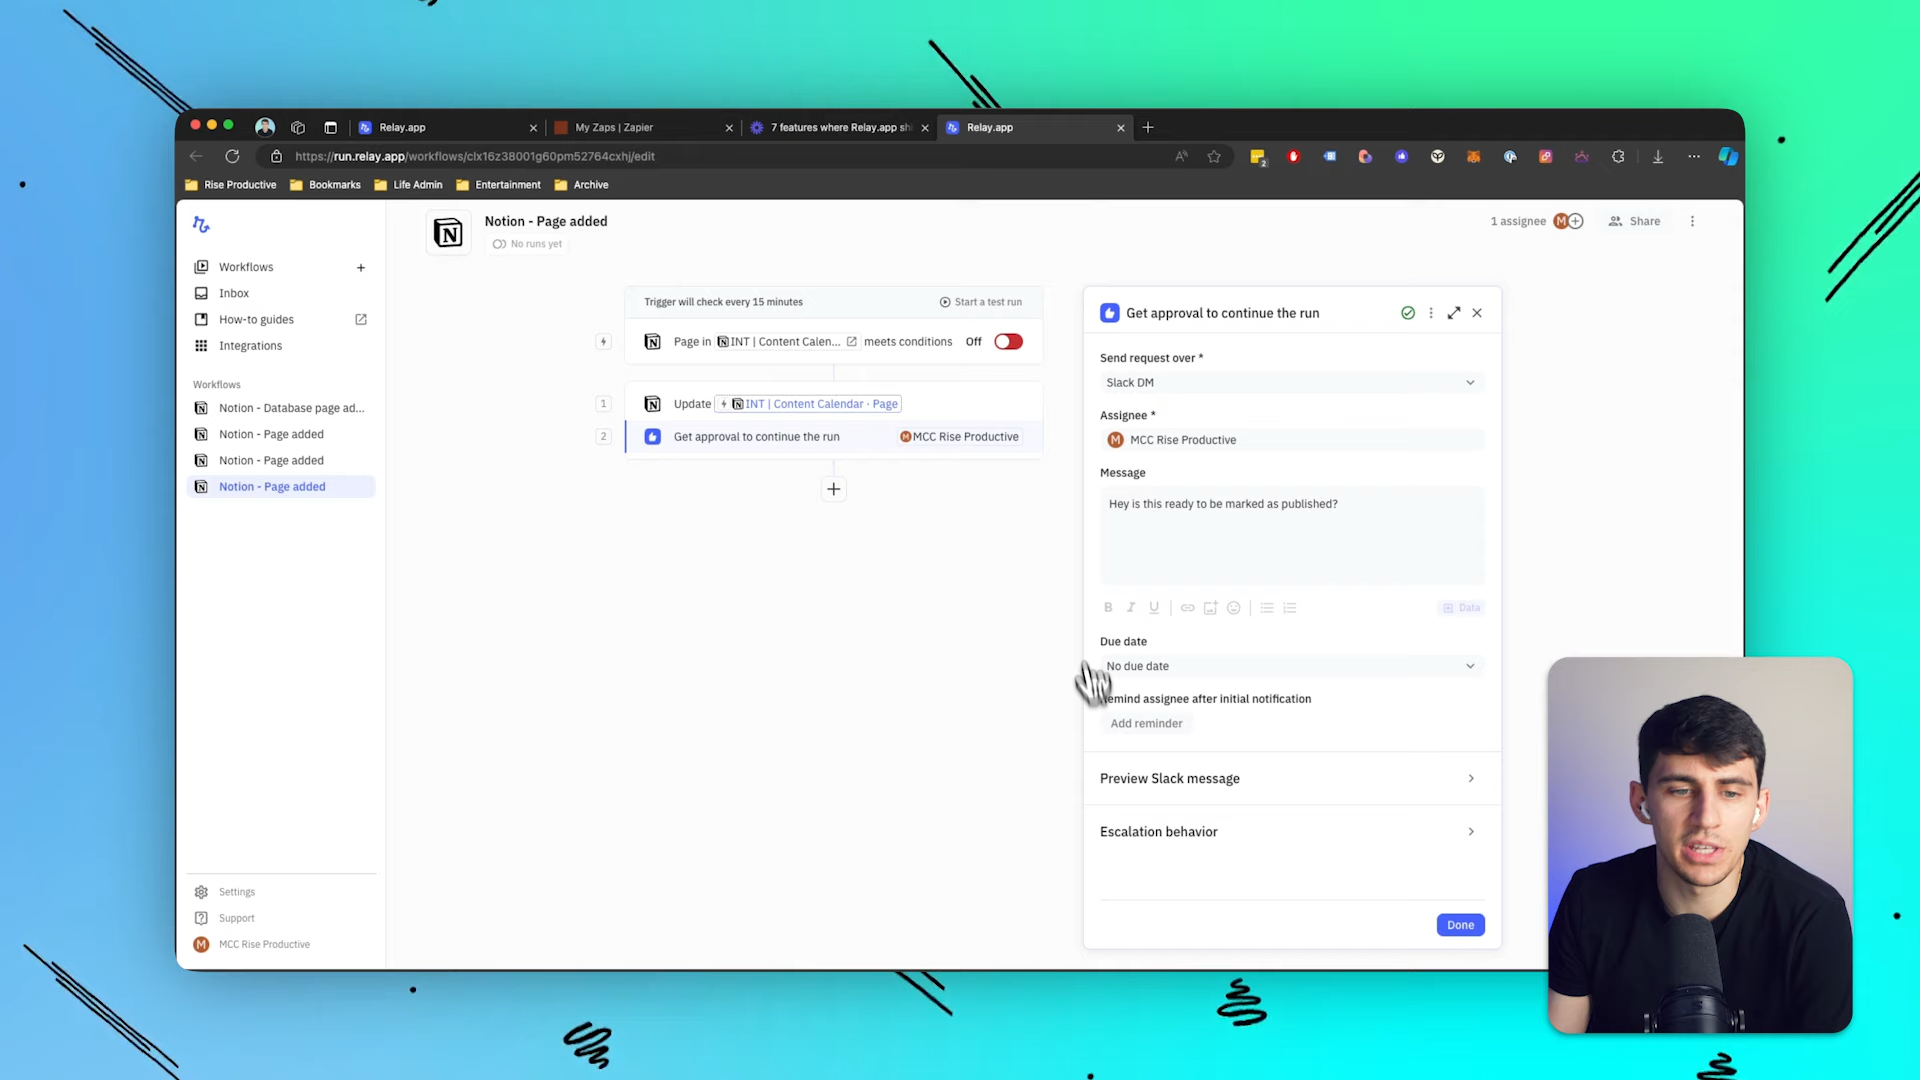 Relay.app
My Zaps | Zapier
7 features where Relay.app sh
Relay.app
https://run.relay.app/workflows/clx16z38001g60pm52764cxhj/edit
2
Rise Productive
Bookmarks
Life Admin
Entertainment
Archive
Notion - Page added
No runs yet
1 assignee
M
Share
Workflows
Inbox
How-to guides
Integrations
Workflows
Notion - Database page ad...
Notion - Page added
Notion - Page added
Notion - Page added
Trigger will check every 15 minutes
Start a test run
Page in INT | Content Calen... meets conditions Off
1
Update INT | Content Calendar · Page
2
Get approval to continue the run
M MCC Rise Productive
Get approval to continue the run
Send request over *
Slack DM
Assignee *
M MCC Rise Productive
Message
Hey is this ready to be marked as published?
B I U
Data
Due date
No due date
emind assignee after initial notification
Add reminder
Preview Slack message
Escalation behavior
Done
Settings
Support
M MCC Rise Productive